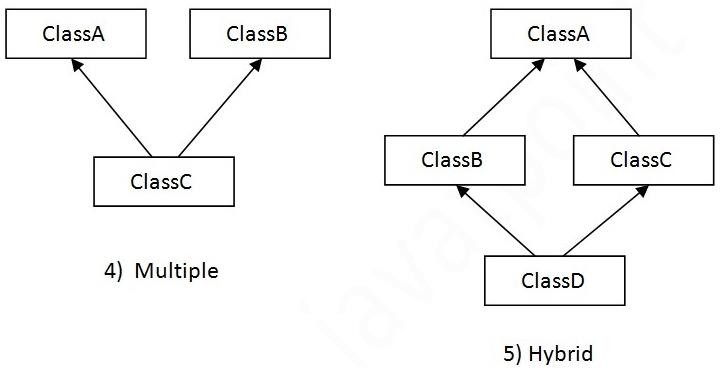 ClassA
ClassB
ClassC
4) Multiple
ClassA
ClassB
ClassC
ClassD
5) Hybrid